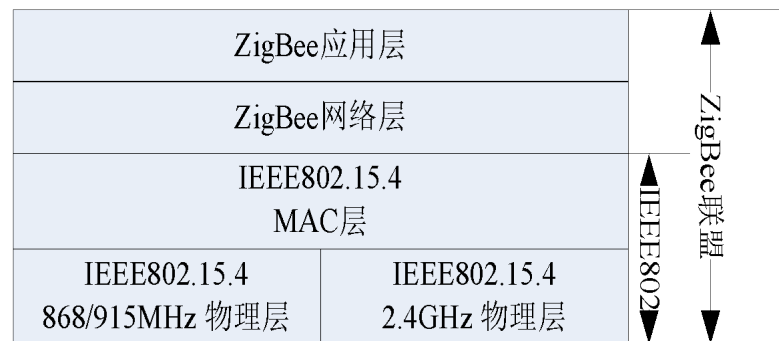 ZigBee应用层
ZigBee网络层
IEEE802.15.4
MAC层
IEEE802.15.4
868/915MHz 物理层
IEEE802.15.4
2.4GHz 物理层
IEEE802
ZigBee联盟